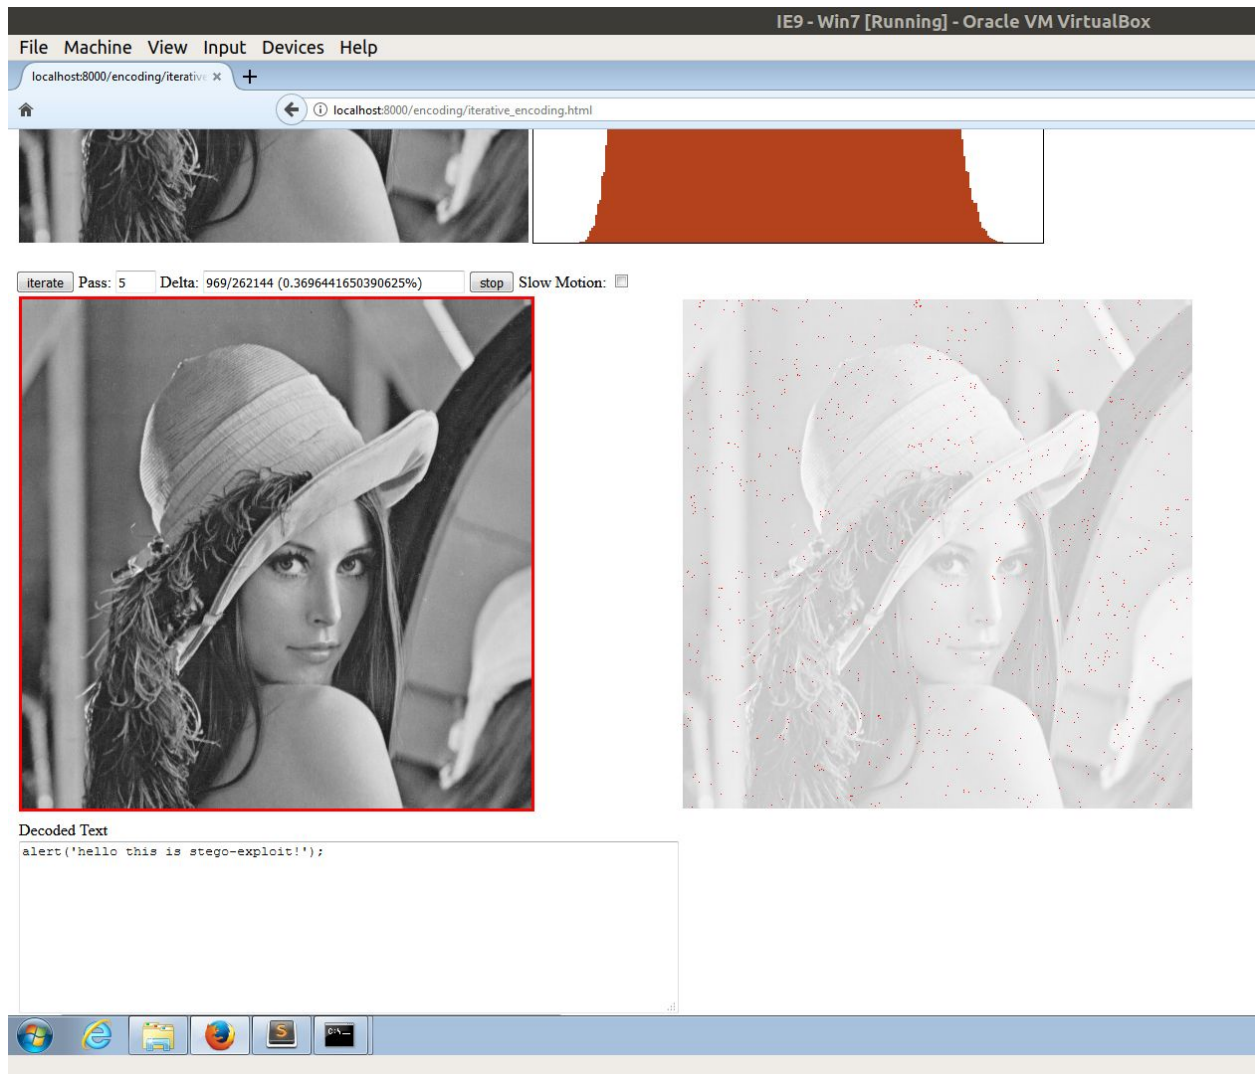 IE9 - Win7 [Running] - Oracle VM VirtualBox
File Machine View Input Devices Help
localhost:8000/encoding/iterative
localhost:8000/encoding/iterative_encoding.html
iterate Pass: 5 Delta: 969/262144 (0.3696441650390625%) stop Slow Motion:
Decoded Text
alert('hello this is stego-exploit!');